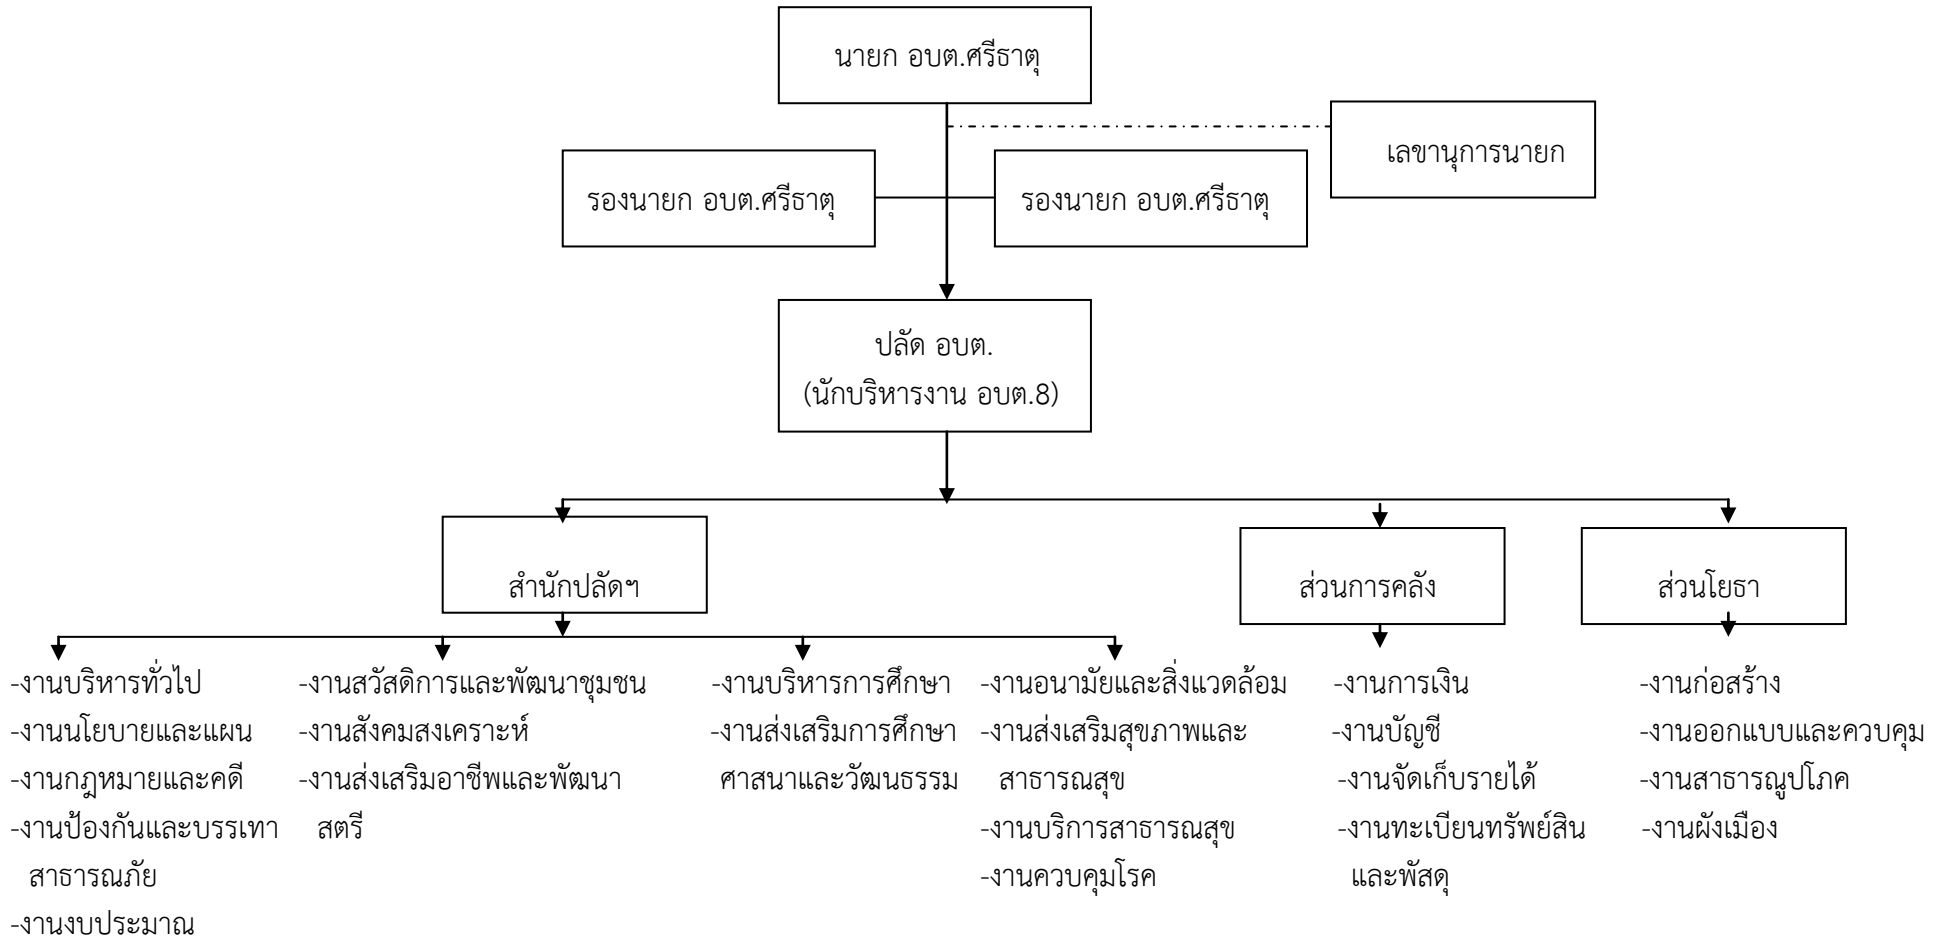 นายก อบต.ศรีธาตุ
เลขานุการนายก
รองนายก อบต.ศรีธาตุ
รองนายก อบต.ศรีธาตุ
ปลัด อบต.
(นักบริหารงาน อบต.8)
สำนักปลัดฯ
ส่วนการคลัง
ส่วนโยธา
-งานบริหารทั่วไป
-งานนโยบายและแผน
-งานกฎหมายและคดี
-งานป้องกันและบรรเทา
สาธารณภัย
-งานงบประมาณ
-งานสวัสดิการและพัฒนาชุมชน
-งานสังคมสงเคราะห์
-งานส่งเสริมอาชีพและพัฒนา
สตรี
-งานบริหารการศึกษา
-งานส่งเสริมการศึกษา
ศาสนาและวัฒนธรรม
-งานอนามัยและสิ่งแวดล้อม
-งานส่งเสริมสุขภาพและ
สาธารณสุข
-งานบริการสาธารณสุข
-งานควบคุมโรค
-งานการเงิน
-งานบัญชี
-งานจัดเก็บรายได้
-งานทะเบียนทรัพย์สิน
และพัสดุ
-งานก่อสร้าง
-งานออกแบบและควบคุม
-งานสาธารณูปโภค
-งานผังเมือง